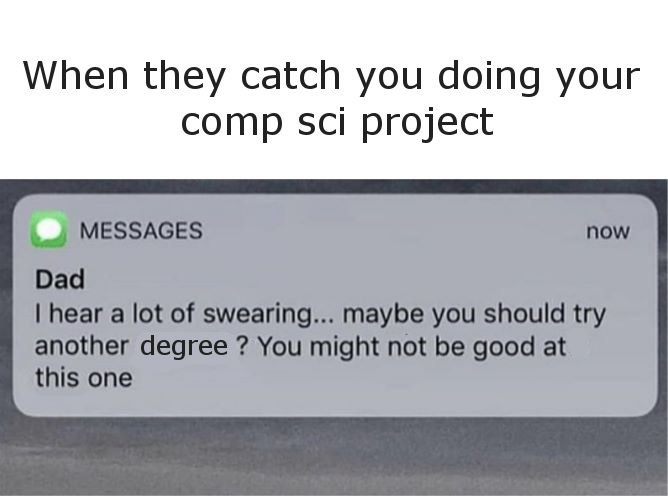 When they catch you doing your
comp sci project
MESSAGES
now
Dad
I hear a lot of swearing... maybe you should try
another degree ? You might not be good at
this one